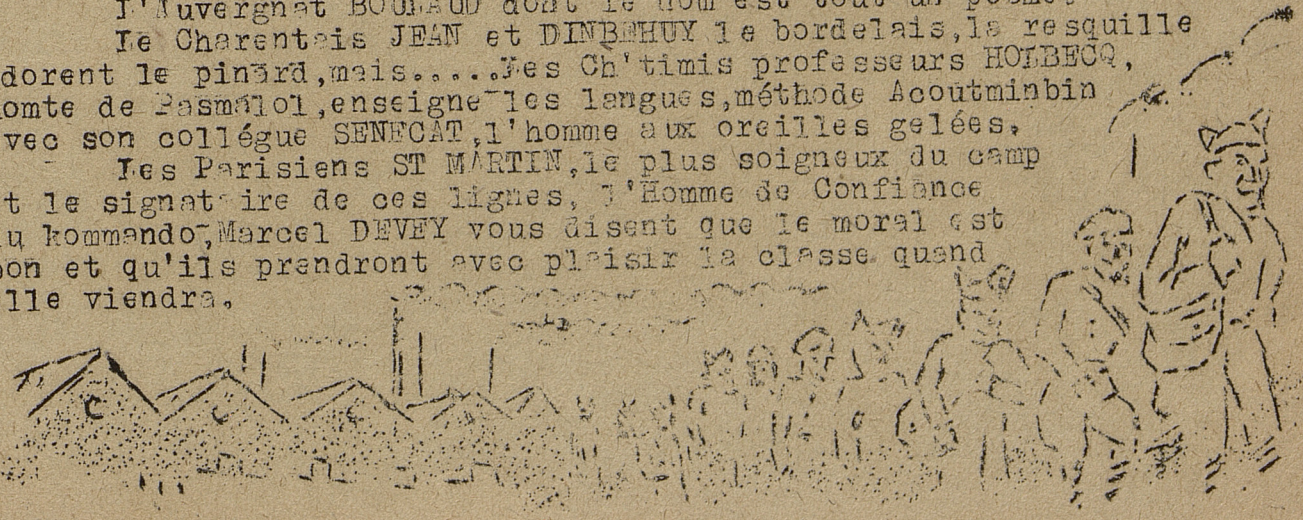 L'Auvergnat BOUEAUD dont le nom est tout un poème.
Le Charentais JEAN et DINBEHUY le bordelais,la resquille
dorent le pinard,mais.....Les Ch'timis professeurs HOLBECQ,
omte de Pasmalol,enseigne les langues,méthode Acoutminbin
vec son collégue SENECAT,l'homme aux oreilles gelées.
Les Parisiens ST MARTIN,le plus soigneux du camp
t le signataire de ces lignes, l'Homme de Confiance
u kommando,Marcel DEVEY vous disent que le moral est
on et qu'ils prendront avec plaisir la classe quand
lle viendra.